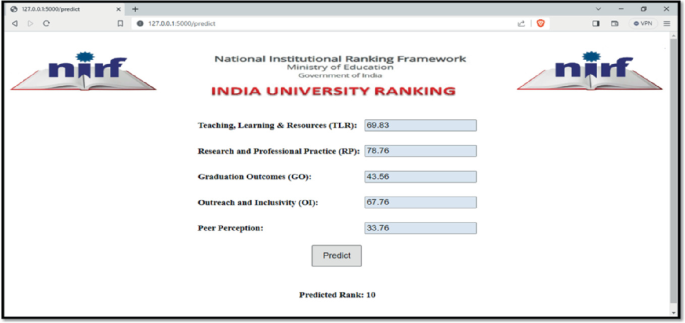 127.0.0.1:5000/predict
127.0.0.1:5000/predict
VPN
nirf
National Institutional Ranking Framework
Ministry of Education
Government of India
nirf
INDIA UNIVERSITY RANKING
Teaching, Learning & Resources (TLR): 69.83
Research and Professional Practice (RP): 78.76
Graduation Outcomes (GO): 43.56
Outreach and Inclusivity (OI): 67.76
Peer Perception: 33.76
Predict
Predicted Rank: 10